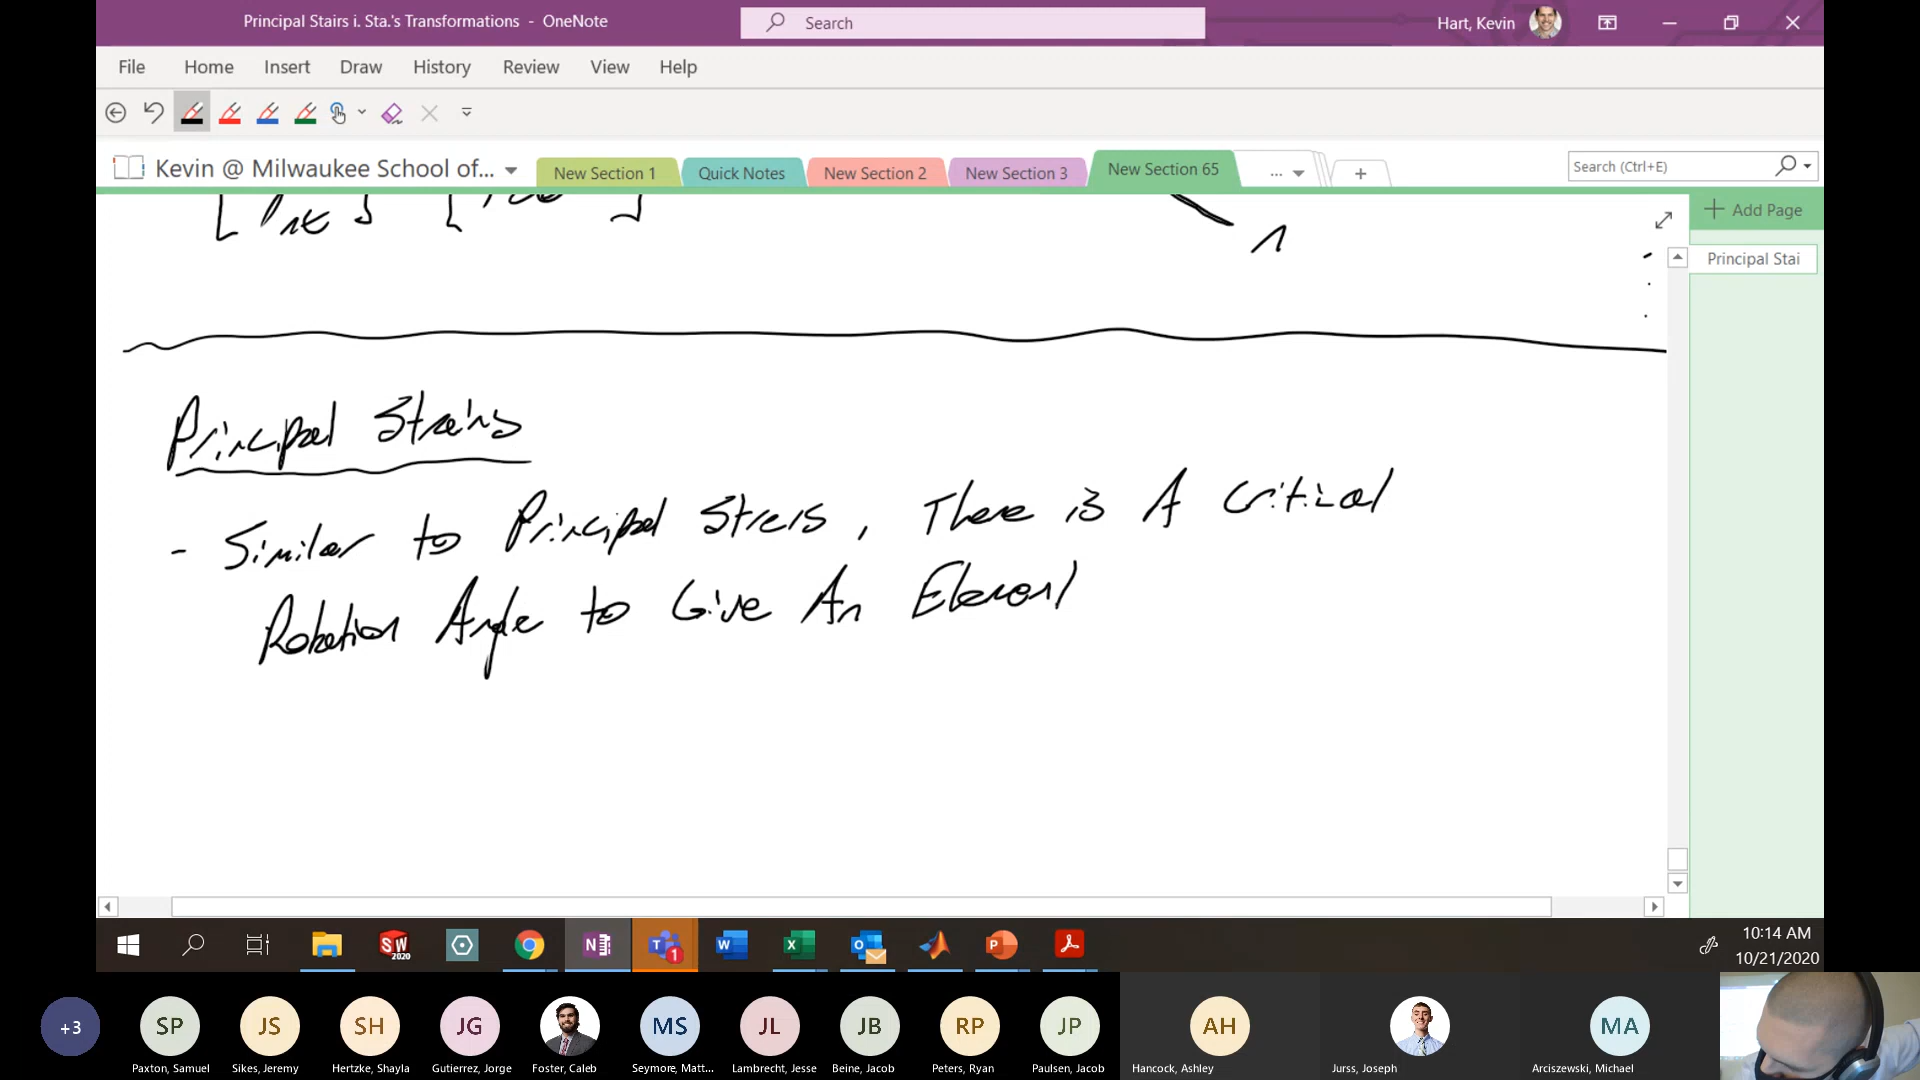 Principal Stairs i. Sta.'s Transformations - OneNote
Search
Hart, Kevin
File Home Insert Draw History Review View Help
Kevin @ Milwaukee School of...
New Section 1
Quick Notes
New Section 2
New Section 3
New Section 65
...
Search (Ctrl+E)
Add Page
Principal Stai
1
Principal Strains
- Similar to Principal Stress, There is A Critical
Rotation Angle to Give An Element
SW
2020
1
10:14 AM
10/21/2020
+3
SP
JS
SH
JG
MS
JL
JB
RP
JP
AH
MA
Paxton, Samuel
Sikes, Jeremy
Hertzke, Shayla
Gutierrez, Jorge
Foster, Caleb
Seymore, Matt...
Lambrecht, Jesse
Beine, Jacob
Peters, Ryan
Paulsen, Jacob
Hancock, Ashley
Jurss, Joseph
Arciszewski, Michael